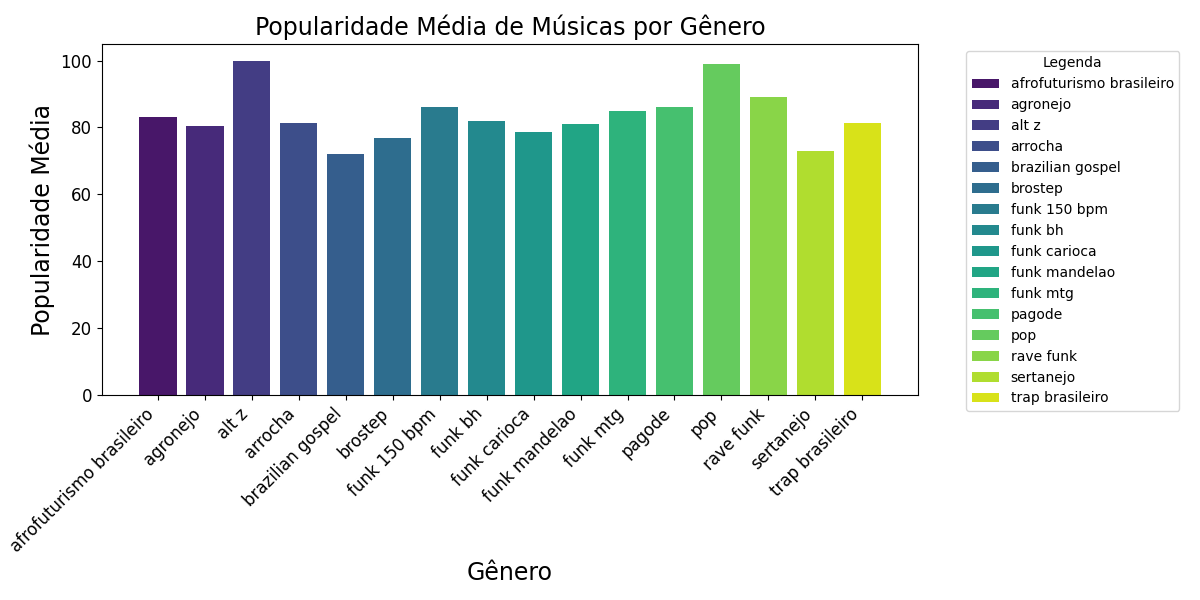 Popularidade Média de Músicas por Gênero
Popularidade Média
100
80
60
40
20
0
afrofuturismo brasileiro
agronejo
alt z
arrocha
brazilian gospel
brostep
funk 150 bpm
funk bh
funk carioca
funk mandelao
funk mtg
pagode
pop
rave funk
sertanejo
trap brasileiro
Gênero
Legenda
afrofuturismo brasileiro
agronejo
alt z
arrocha
brazilian gospel
brostep
funk 150 bpm
funk bh
funk carioca
funk mandelao
funk mtg
pagode
pop
rave funk
sertanejo
trap brasileiro